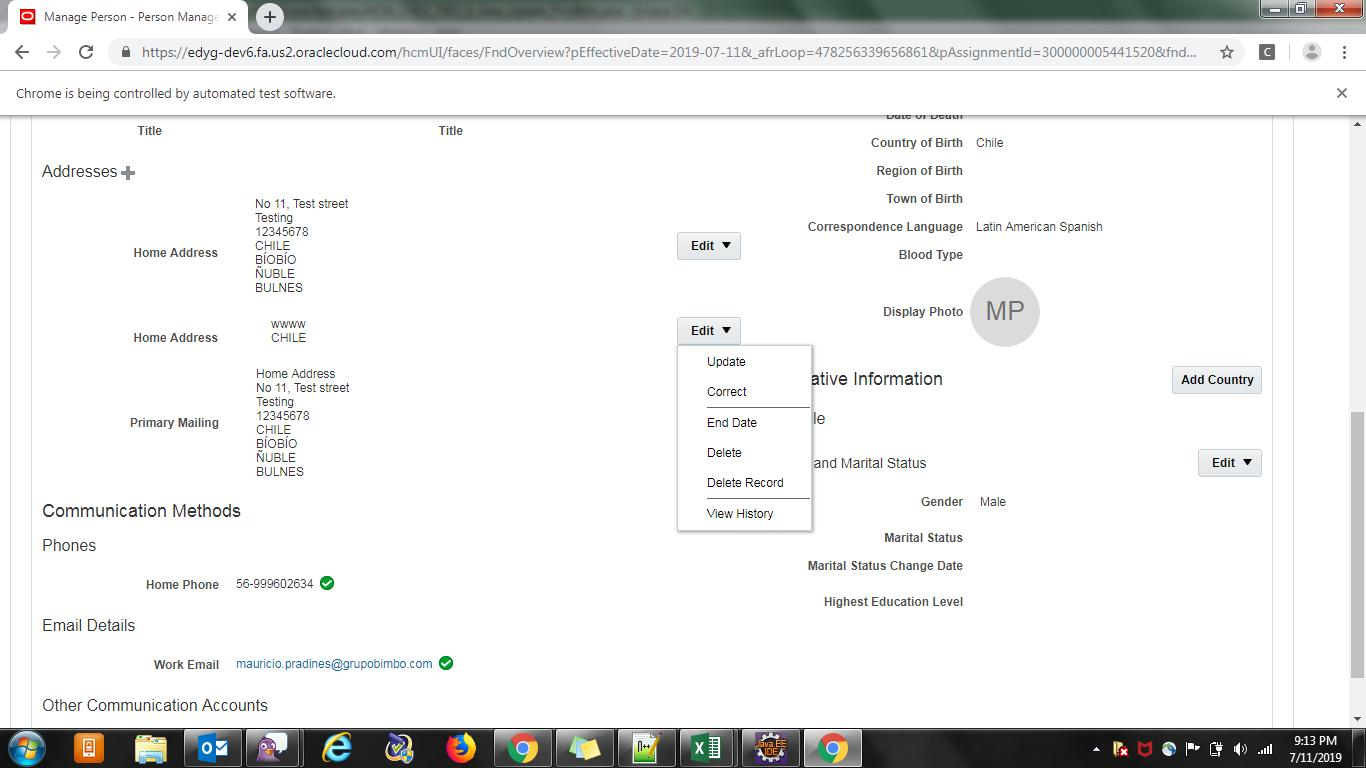 Manage Person - Person Manage
https://edyg-dev6.fa.us2.oraclecloud.com/hcmUI/faces/FndOverview?pEffectiveDate=2019-07-11&_afrLoop=478256339656861&pAssignmentId=300000005441520&fnd...
C
Chrome is being controlled by automated test software.
Title
Title
Addresses
Home Address
No 11, Test street
Testing
12345678
CHILE
BÍOBÍO
ÑUBLE
BULNES
Edit
Home Address
wwww
CHILE
Edit
Update
Correct
End Date
Delete
Delete Record
View History
Primary Mailing
Home Address
No 11, Test street
Testing
12345678
CHILE
BÍOBÍO
ÑUBLE
BULNES
Communication Methods
Phones
Home Phone 56-999602634
Email Details
Work Email mauricio.pradines@grupobimbo.com
Other Communication Accounts
Date of Death
Country of Birth Chile
Region of Birth
Town of Birth
Correspondence Language Latin American Spanish
Blood Type
Display Photo MP
ative Information
Add Country
le
and Marital Status
Edit
Gender Male
Marital Status
Marital Status Change Date
Highest Education Level
Java EE
IDE
9:13 PM
7/11/2019